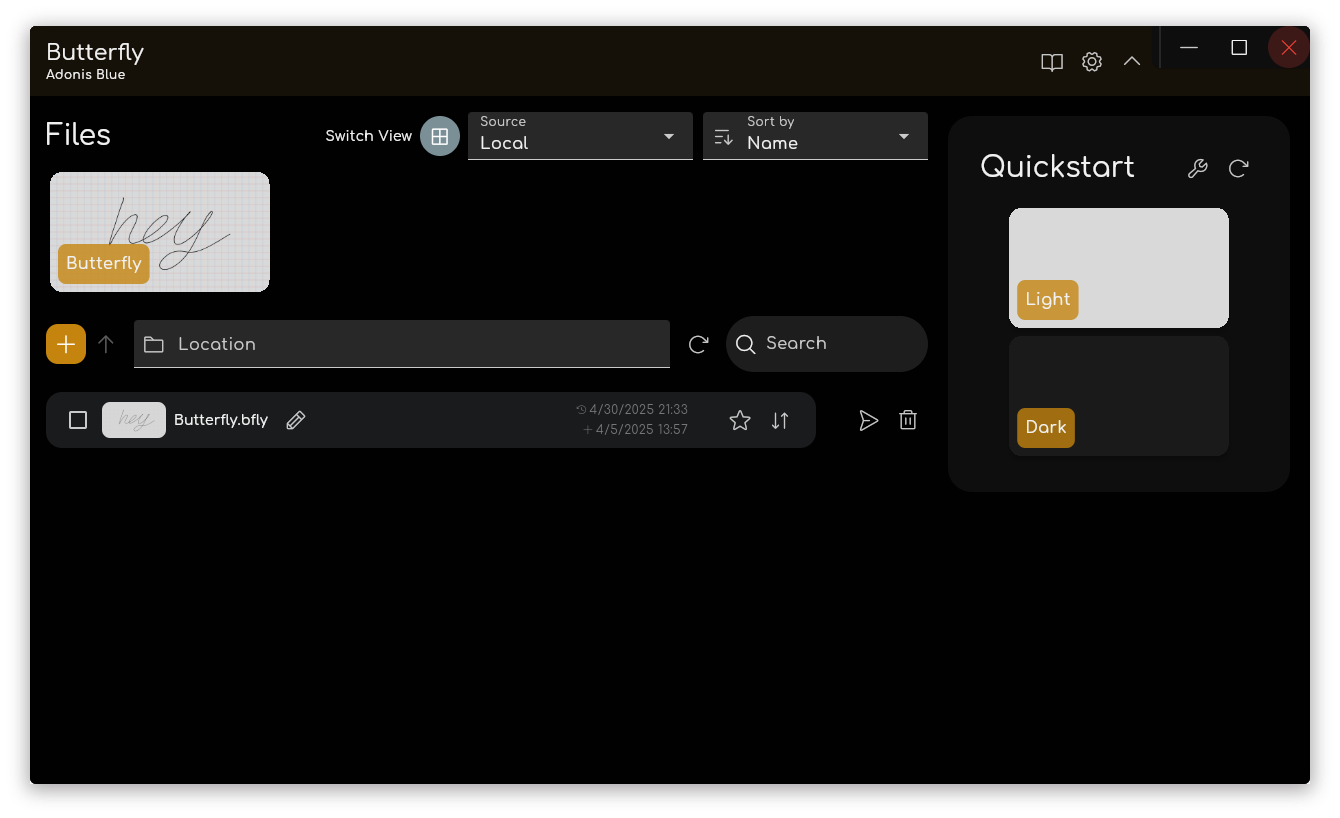 Butterfly
Adonis Blue
Files
Switch View
Source
Local
Sort by
Name
hey
Butterfly
Location
Search
hey
Butterfly.bfly
4/30/2025 21:33
4/5/2025 13:57
Quickstart
Light
Dark